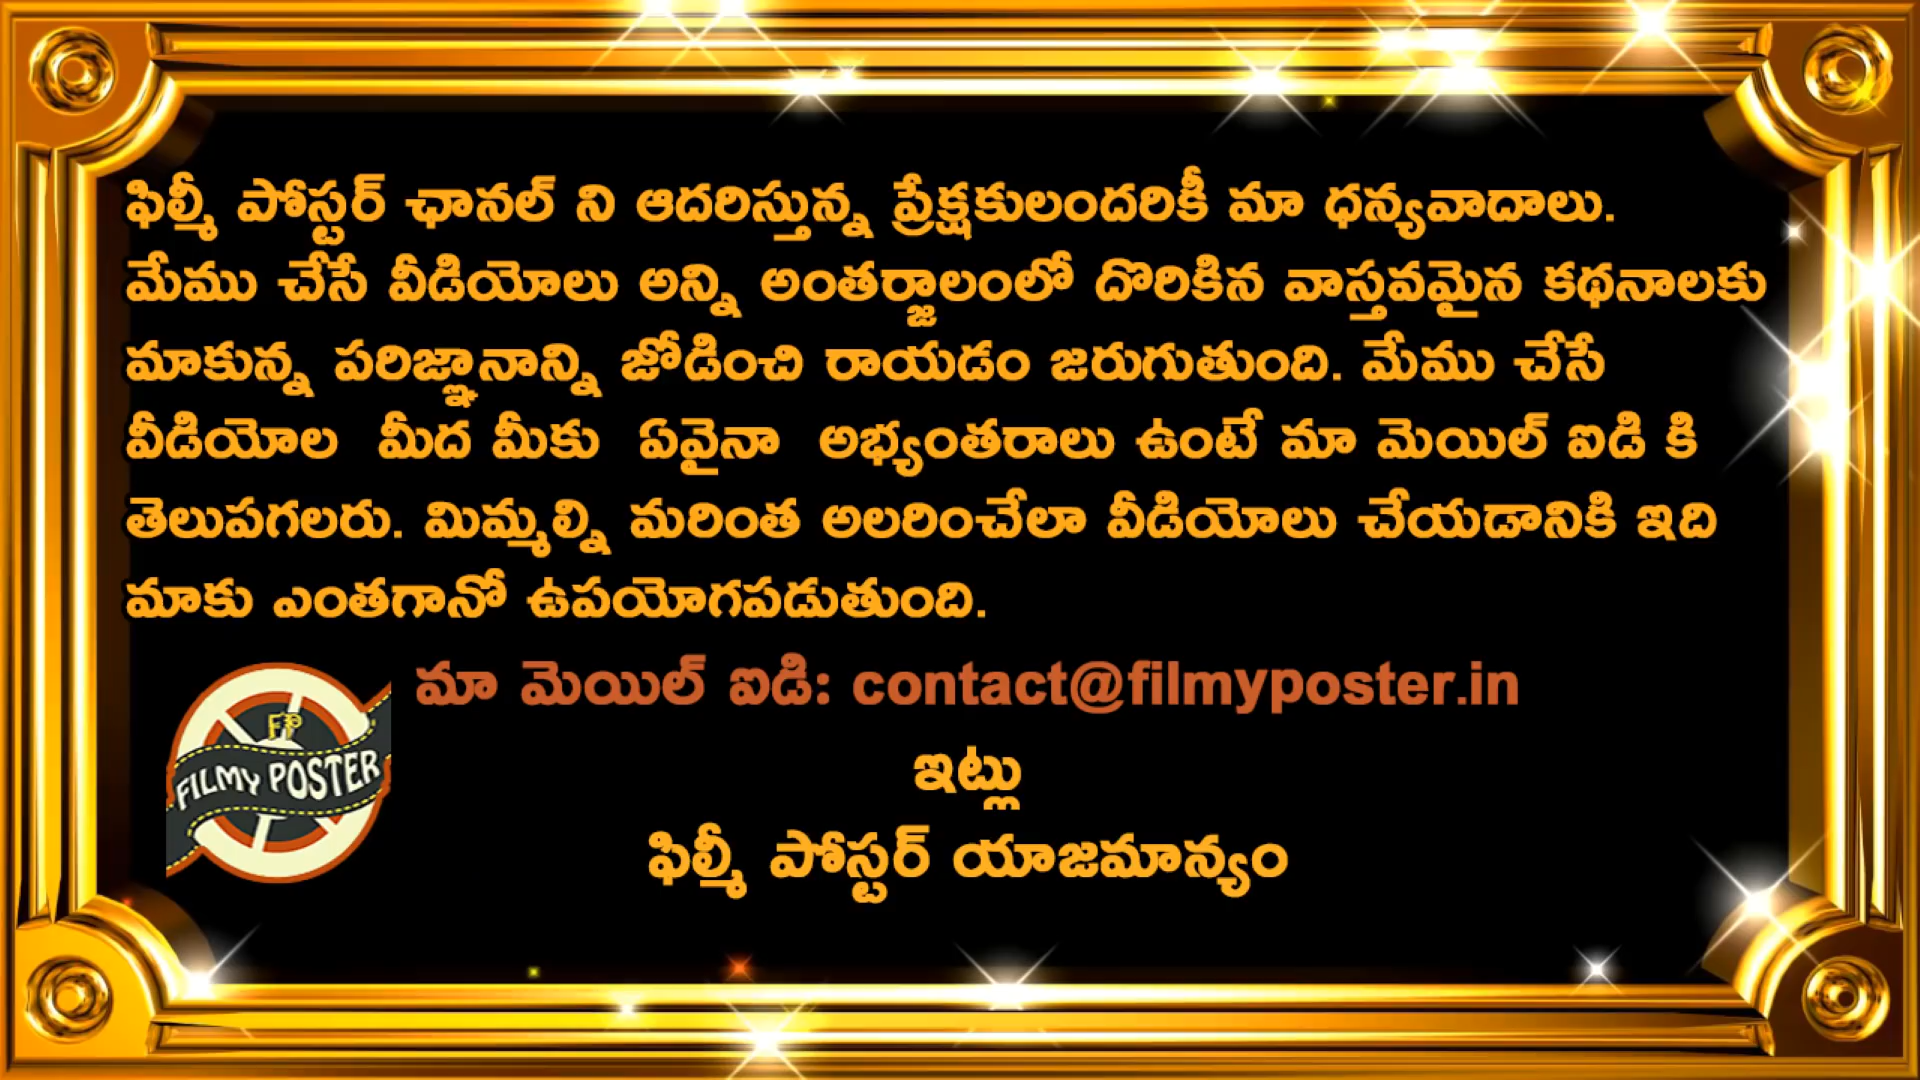 ఫిల్మీ పోస్టర్ ఛానల్ ని ఆదరిస్తున్న ప్రేక్షకులందరికీ మా ధన్యవాదాలు.
మేము చేసే వీడియోలు అన్ని అంతర్జాలంలో దొరికిన వాస్తవమైన కథనాలకు
మాకున్న పరిజ్ఞానాన్ని జోడించి రాయడం జరుగుతుంది. మేము చేసే
వీడియోల మీద మీకు ఏవైనా అభ్యంతరాలు ఉంటే మా మెయిల్ ఐడి కి
తెలుపగలరు. మిమ్మల్ని మరింత అలరించేలా వీడియోలు చేయడానికి ఇది
మాకు ఎంతగానో ఉపయోగపడుతుంది.
మా మెయిల్ ఐడి: contact@filmyposter.in
FP
FILMY POSTER
ఇట్లు
ఫిల్మీ పోస్టర్ యాజమాన్యం